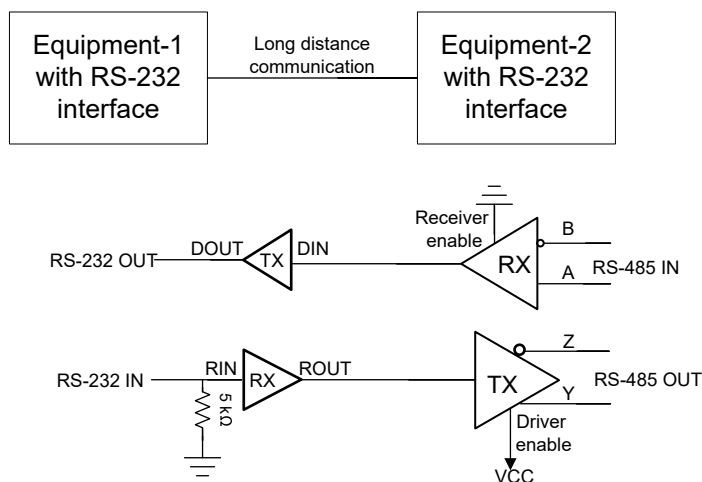 Equipment-1
with RS-232
interface
Long distance
communication
Equipment-2
with RS-232
interface
Receiver
enable
B
DOUT
DIN
RS-232 OUT
TX
RX
RS-485 IN
A
Z
RIN
ROUT
RS-232 IN
RX
TX
RS-485 OUT
Y
5 kΩ
Driver
enable
VCC